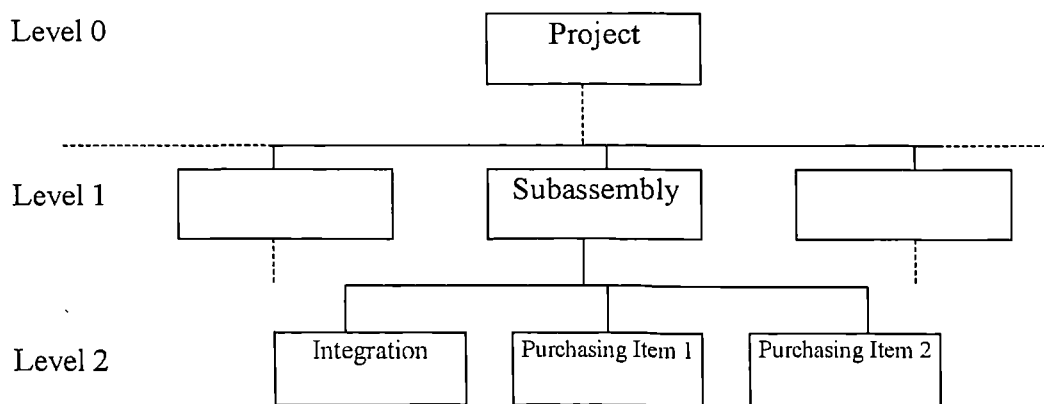 Level 0
Project
Level 1
Subassembly
Level 2
Integration
Purchasing Item 1
Purchasing Item 2